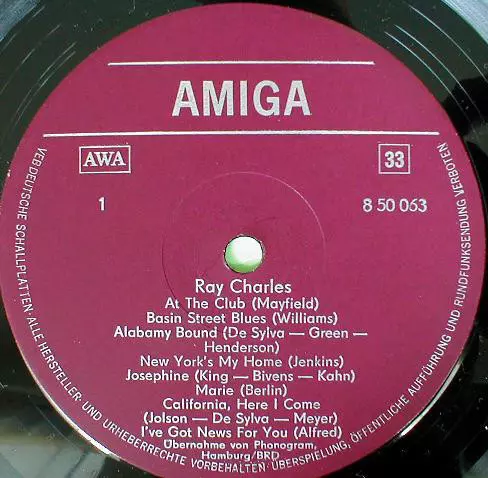 AMIGA
AWA
33
1
8 50 063
Ray Charles
At The Club (Mayfield)
Basin Street Blues (Williams)
Alabamy Bound (De Sylva — Green —
Henderson)
New York's My Home (Jenkins)
Josephine (King — Bivens — Kahn)
Marie (Berlin)
California, Here I Come
(Jolson — De Sylva — Meyer)
I've Got News For You (Alfred)
Übernahme von Phonogram,
Hamburg/BRD
VEB DEUTSCHE SCHALLPLATTEN · ALLE HERSTELLER- UND URHEBERRECHTE VORBEHALTEN · ÜBERSPIELUNG, ÖFFENTLICHE AUFFÜHRUNG UND RUNDFUNKSENDUNG VERBOTEN